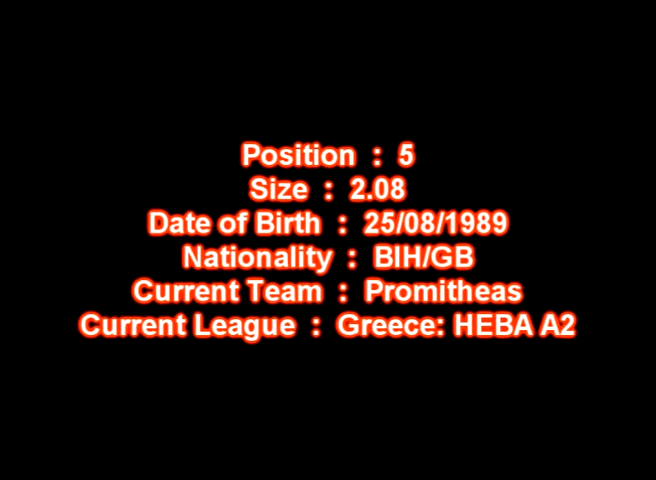 Position : 5
Size : 2.08
Date of Birth : 25/08/1989
Nationality : BIH/GB
Current Team : Promitheas
Current League : Greece: HEBA A2